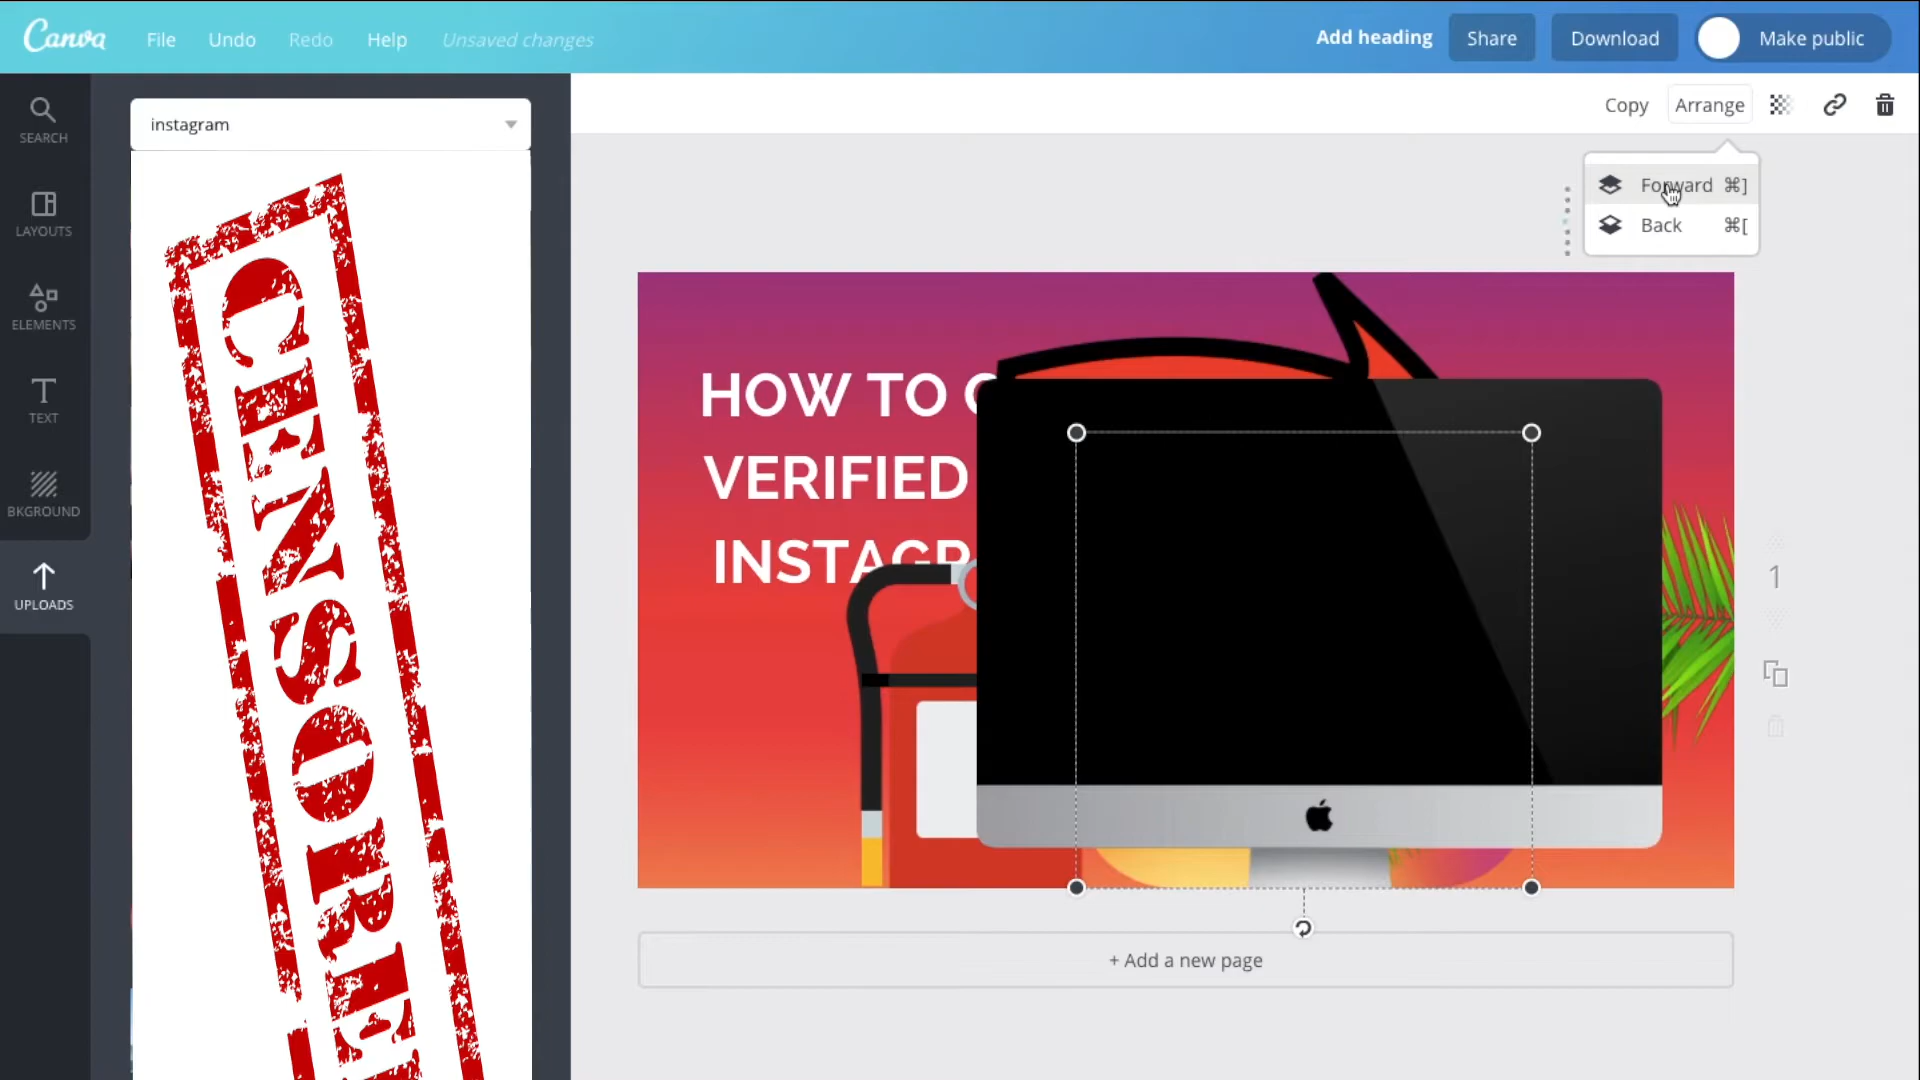 Canva
File
Undo
Redo
Help
Unsaved changes
Add heading
Share
Download
Make public
SEARCH
LAYOUTS
ELEMENTS
TEXT
BKGROUND
UPLOADS
instagram
CENSORE
Copy
Arrange
Forward ⌘]
Back ⌘[
HOW TO
VERIFIED
INSTAGR
1
+ Add a new page